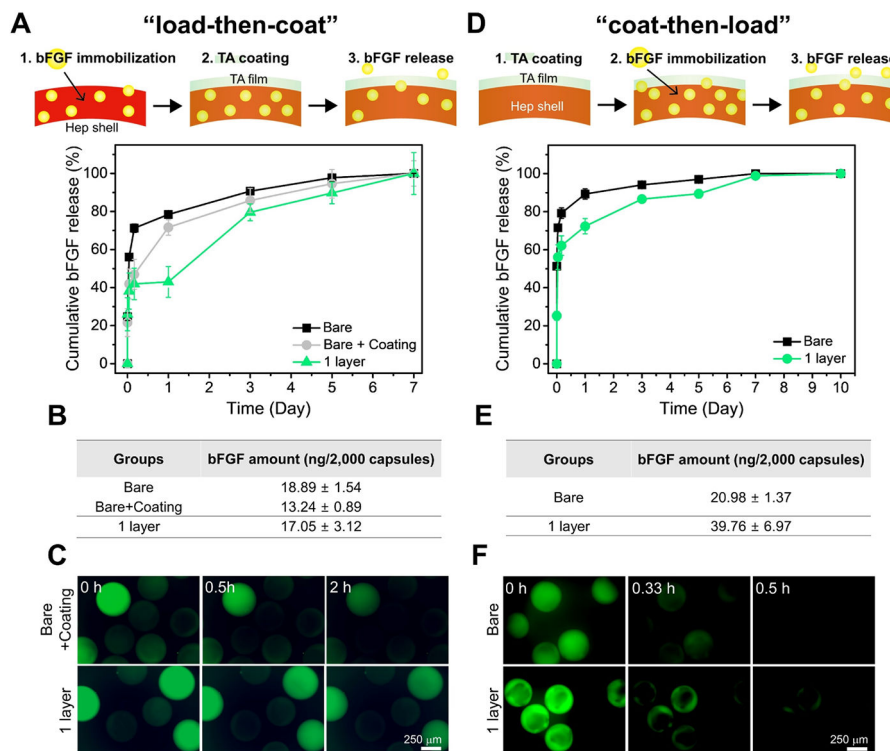 A
"load-then-coat"
1. bFGF immobilization
2. TA coating
3. bFGF release
TA film
Hep shell
Cumulative bFGF release (%)
100
80
60
40
20
0
Bare
Bare + Coating
1 layer
0 1 3 5 7
Time (Day)
B
Groups bFGF amount (ng/2,000 capsules)
Bare 18.89 ± 1.54
Bare+Coating 13.24 ± 0.89
1 layer 17.05 ± 3.12
C
0 h 0.5h 2 h
Bare
+Coating
1 layer
250 μm
D
"coat-then-load"
1. TA coating
2. bFGF immobilization
3. bFGF release
TA film
Hep shell
Cumulative bFGF release (%)
100
80
60
40
20
0
Bare
1 layer
0 1 2 3 4 5 6 7 8 9 10
Time (Day)
E
Groups bFGF amount (ng/2,000 capsules)
Bare 20.98 ± 1.37
1 layer 39.76 ± 6.97
F
0 h 0.33 h 0.5 h
Bare
1 layer
250 μm